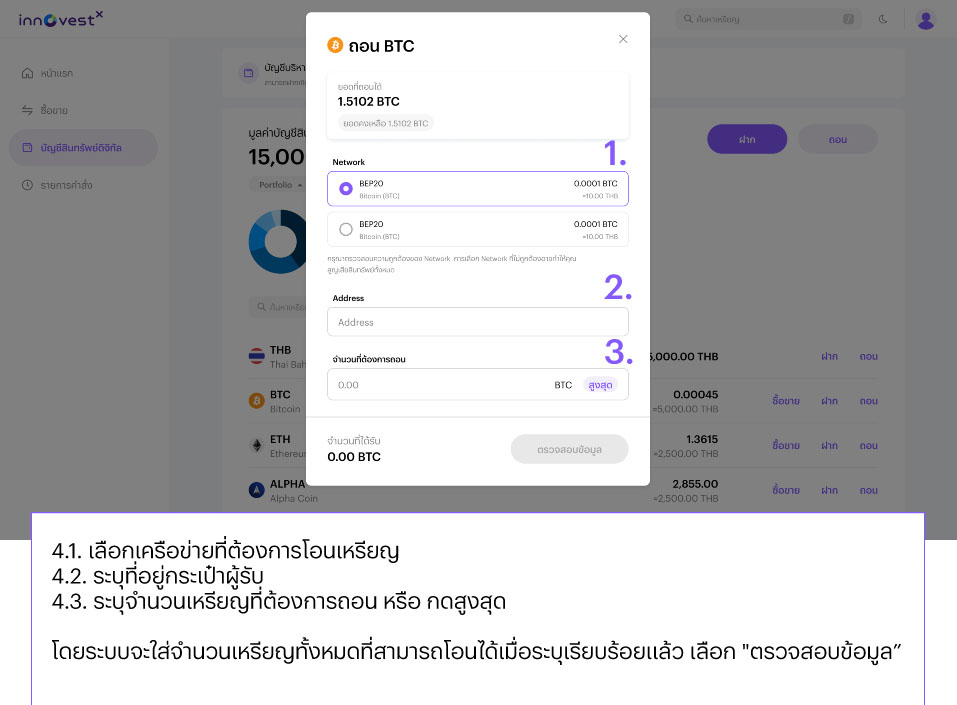 innovestx
ค้นหาเหรียญ
/
หน้าแรก
ซื้อขาย
บัญชีสินทรัพย์ดิจิทัล
รายการคำสั่ง
บัญชีบริหา
มูลค่าบัญชีสิ
15,00
Portfolio
ฝาก
ถอน
ถอน BTC
ยอดที่ถอนได้
1.5102 BTC
ยอดคงเหลือ 1.5102 BTC
1.
Network
BEP20 0.0001 BTC
Bitcoin (BTC) ≈10.00 THB
BEP20 0.0001 BTC
Bitcoin (BTC) ≈10.00 THB
กรุณาตรวจสอบความถูกต้องของ Network การเลือก Network ที่ไม่ถูกต้องอาจทำให้คุณ
สูญเสียสินทรัพย์ทั้งหมด
2.
Address
Address
3.
จำนวนที่ต้องการถอน
0.00 BTC สูงสุด
จำนวนที่ได้รับ
0.00 BTC
ตรวจสอบข้อมูล
ค้นหาเหรีย
THB 5,000.00 THB ฝาก ถอน
Thai Bah
BTC 0.00045 ซื้อขาย ฝาก ถอน
Bitcoin ≈5,000.00 THB
ETH 1.3615 ซื้อขาย ฝาก ถอน
Ethereu ≈2,500.00 THB
ALPHA 2,855.00 ซื้อขาย ฝาก ถอน
Alpha Coin ≈2,500.00 THB
4.1. เลือกเครือข่ายที่ต้องการโอนเหรียญ
4.2. ระบุที่อยู่กระเป๋าผู้รับ
4.3. ระบุจำนวนเหรียญที่ต้องการถอน หรือ กดสูงสุด
โดยระบบจะใส่จำนวนเหรียญทั้งหมดที่สามารถโอนได้เมื่อระบุเรียบร้อยแล้ว เลือก "ตรวจสอบข้อมูล”